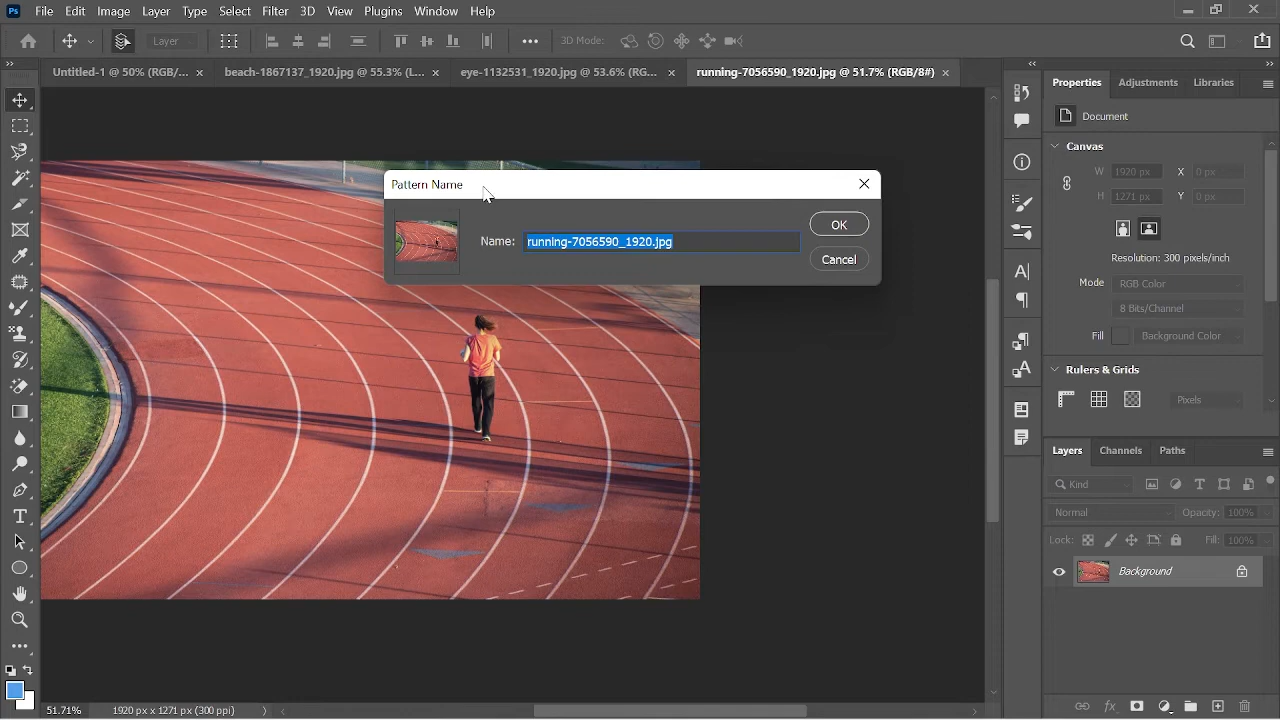 Ps File Edit Image Layer Type Select Filter 3D View Plugins Window Help
Layer 3D Mode:
Untitled-1 @ 50% (RGB/... × beach-1867137_1920.jpg @ 55.3% (L... × eye-1132531_1920.jpg @ 53.6% (RG... × running-7056590_1920.jpg @ 51.7% (RGB/8#) ×
Properties Adjustments Libraries
Document
Canvas
W 1920 px X 0 px
H 1271 px Y 0 px
Resolution: 300 pixels/inch
Mode RGB Color
8 Bits/Channel
Fill Background Color
Rulers & Grids
Pixels
Pattern Name
Name: running-7056590_1920.jpg
OK
Cancel
Layers Channels Paths
Kind
Normal Opacity: 100%
Lock: Fill: 100%
Background
51.71% 1920 px x 1271 px (300 ppi)